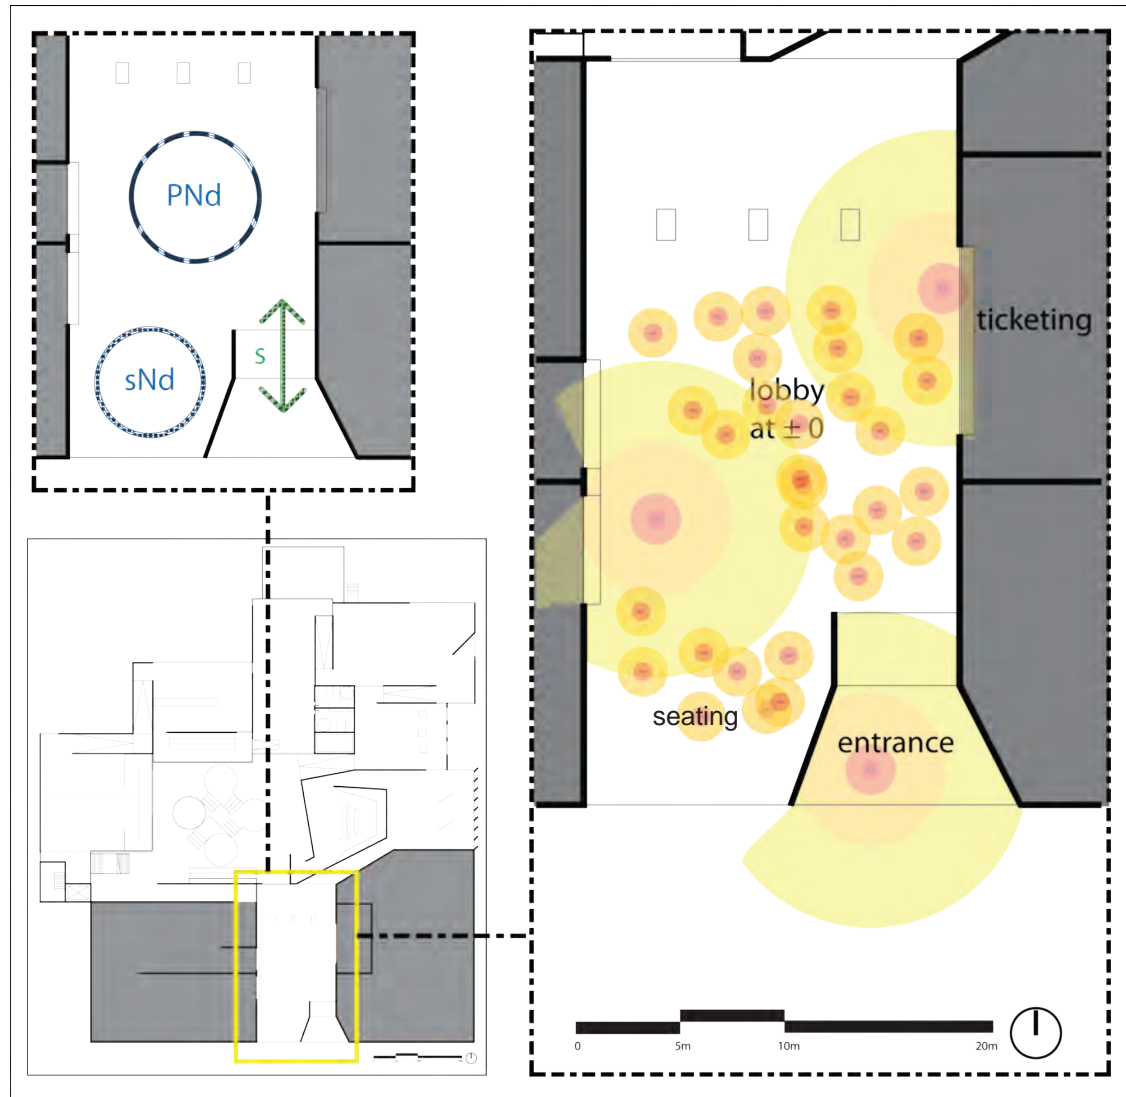 PNd
sNd
s
ticketing
lobby
at ± 0
seating
entrance
0
5m
10m
20m